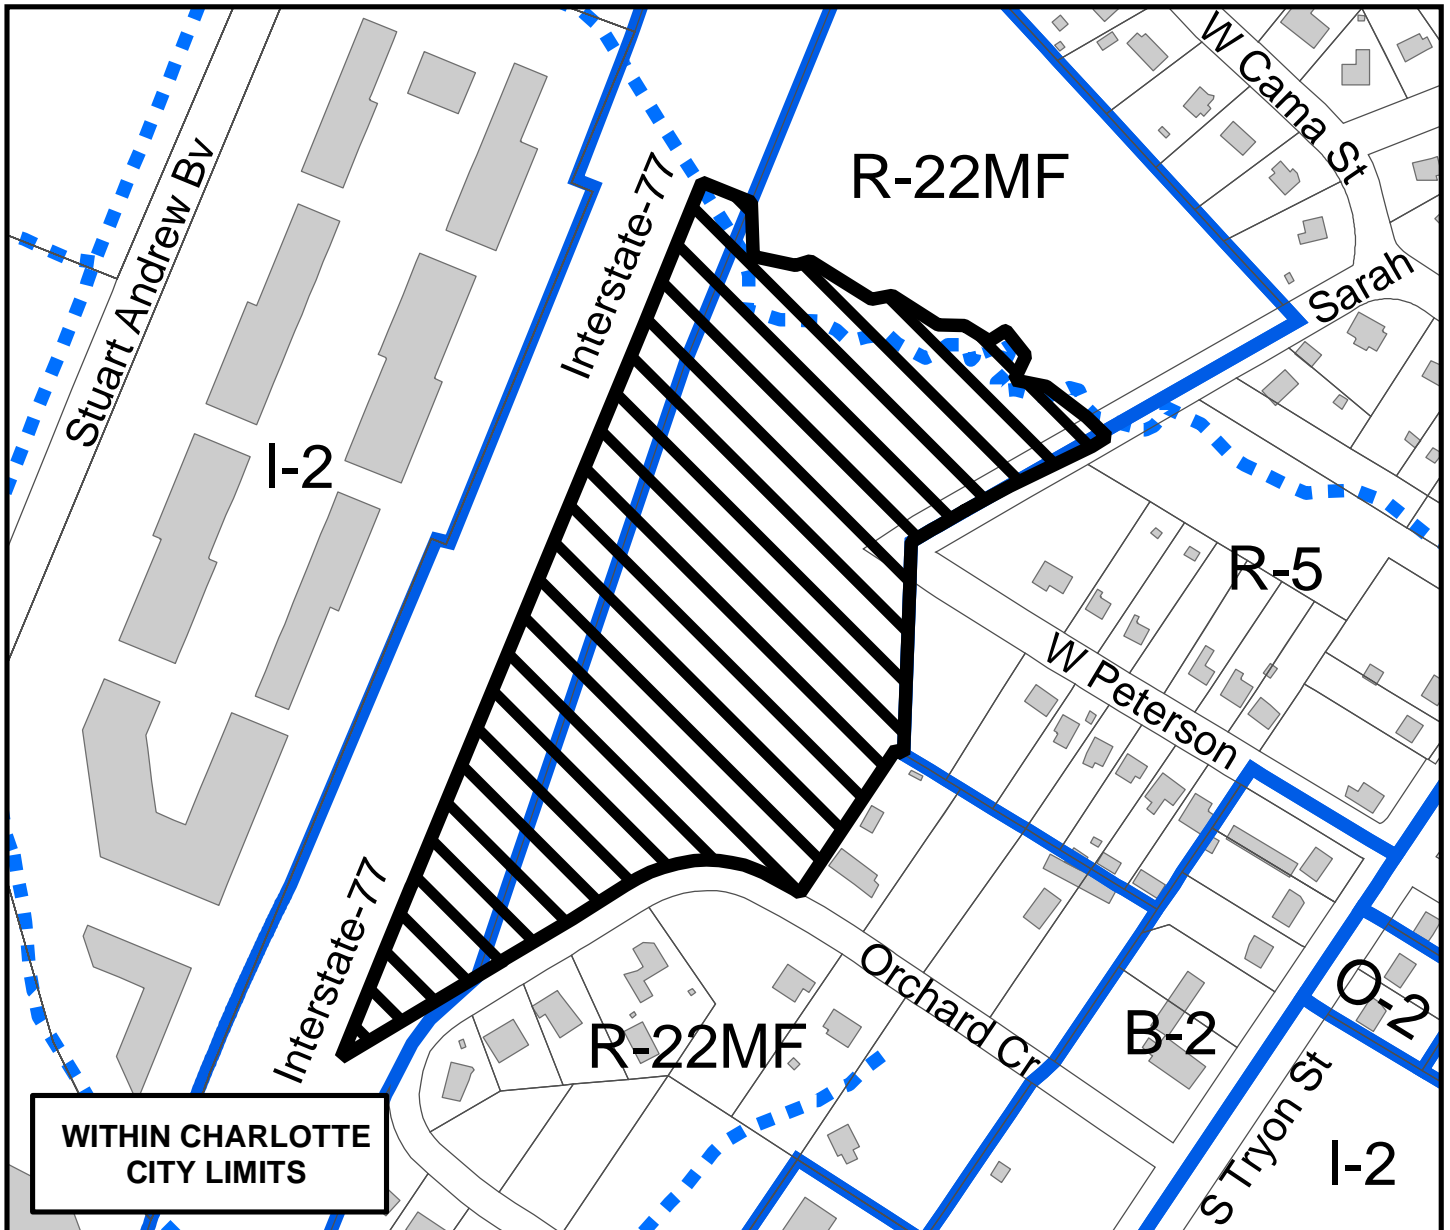 W Cama St
R-22MF
Stuart Andrew Bv
Interstate-77
Sarah
I-2
R-5
W Peterson
Interstate-77
Orchard Cr
O-2
R-22MF
B-2
S Tryon St
I-2
WITHIN CHARLOTTE
CITY LIMITS